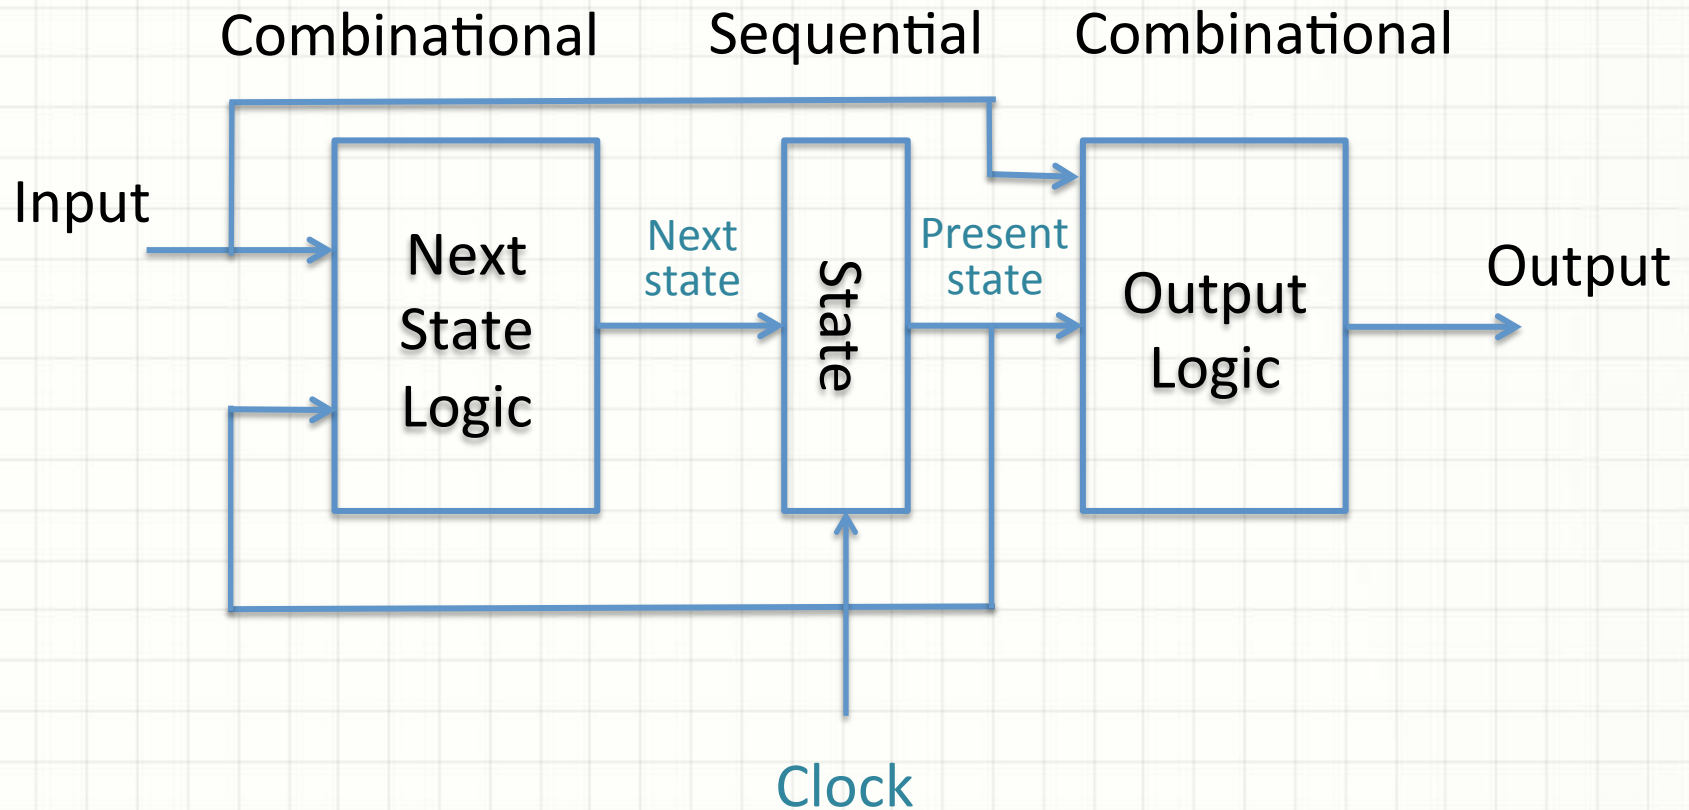 Combinational
Sequential
Combinational
Input
Next
State
Logic
Next
state
State
Present
state
Output
Logic
Output
Clock